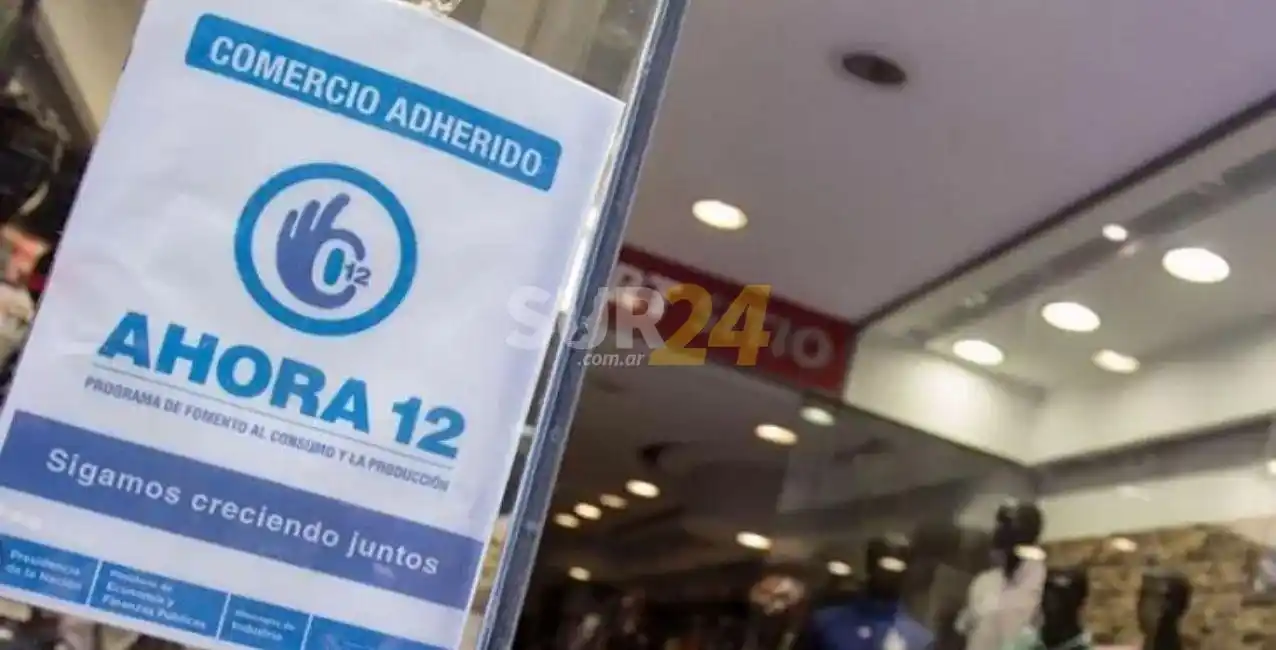 COMERCIO ADHERIDO
012
AHORA 12
PROGRAMA DE FOMENTO AL CONSUMO Y LA PRODUCCIÓN
Sigamos creciendo juntos
Presidencia
de la Nación
Ministerio de
Economía y
Finanzas Públicas
Ministerio de
Industria
SUR24
.com.ar